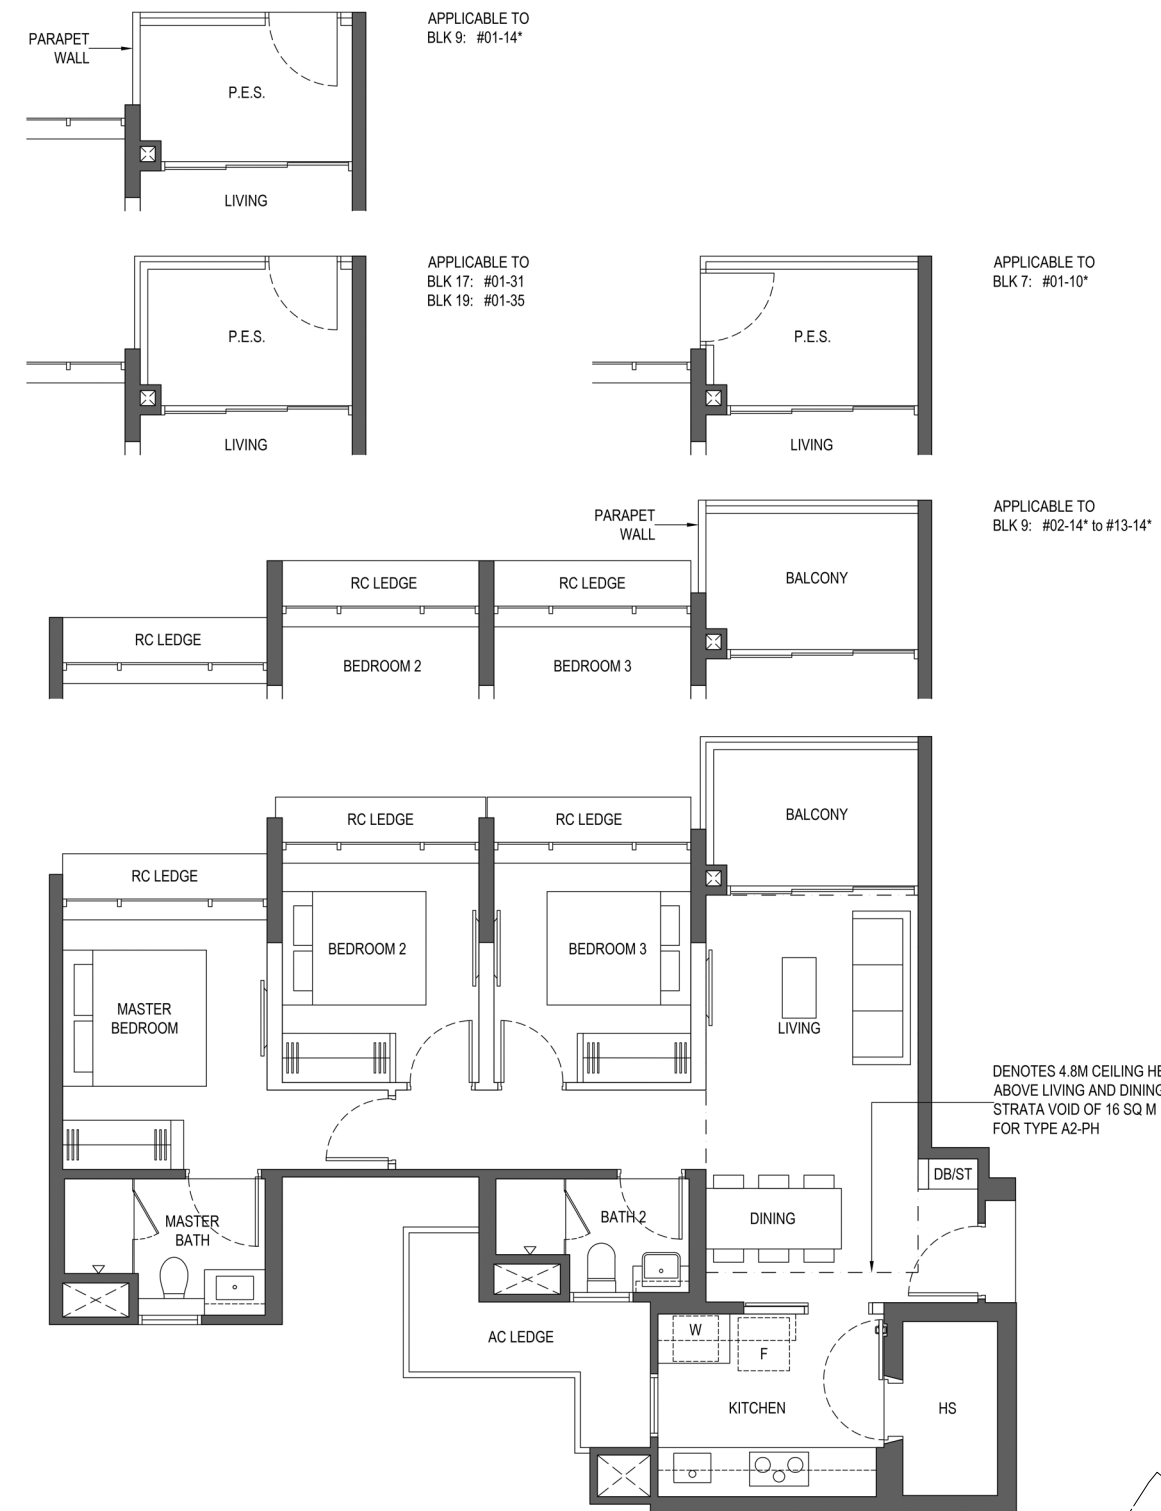 APPLICABLE TO
BLK 9: #01-14*
PARAPET
WALL
P.E.S.
LIVING
APPLICABLE TO
BLK 17: #01-31
BLK 19: #01-35
P.E.S.
LIVING
APPLICABLE TO
BLK 7: #01-10*
P.E.S.
LIVING
APPLICABLE TO
BLK 9: #02-14* to #13-14*
PARAPET
WALL
BALCONY
RC LEDGE
RC LEDGE
RC LEDGE
BEDROOM 2
BEDROOM 3
BALCONY
RC LEDGE
RC LEDGE
RC LEDGE
BEDROOM 2
BEDROOM 3
MASTER
BEDROOM
LIVING
DENOTES 4.8M CEILING
ABOVE LIVING AND DINING
STRATA VOID OF 16 SQ M
FOR TYPE A2-PH
DB/ST
MASTER
BATH
BATH 2
DINING
AC LEDGE
W
F
KITCHEN
HS